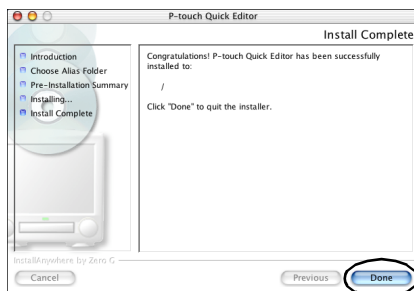 P-touch Quick Editor
Install Complete
Introduction
Choose Alias Folder
Pre-Installation Summary
Installing...
Install Complete
Congratulations! P-touch Quick Editor has been successfully
installed to:
/
Click "Done" to quit the installer.
InstallAnywhere by Zero G
Cancel
Previous
Done